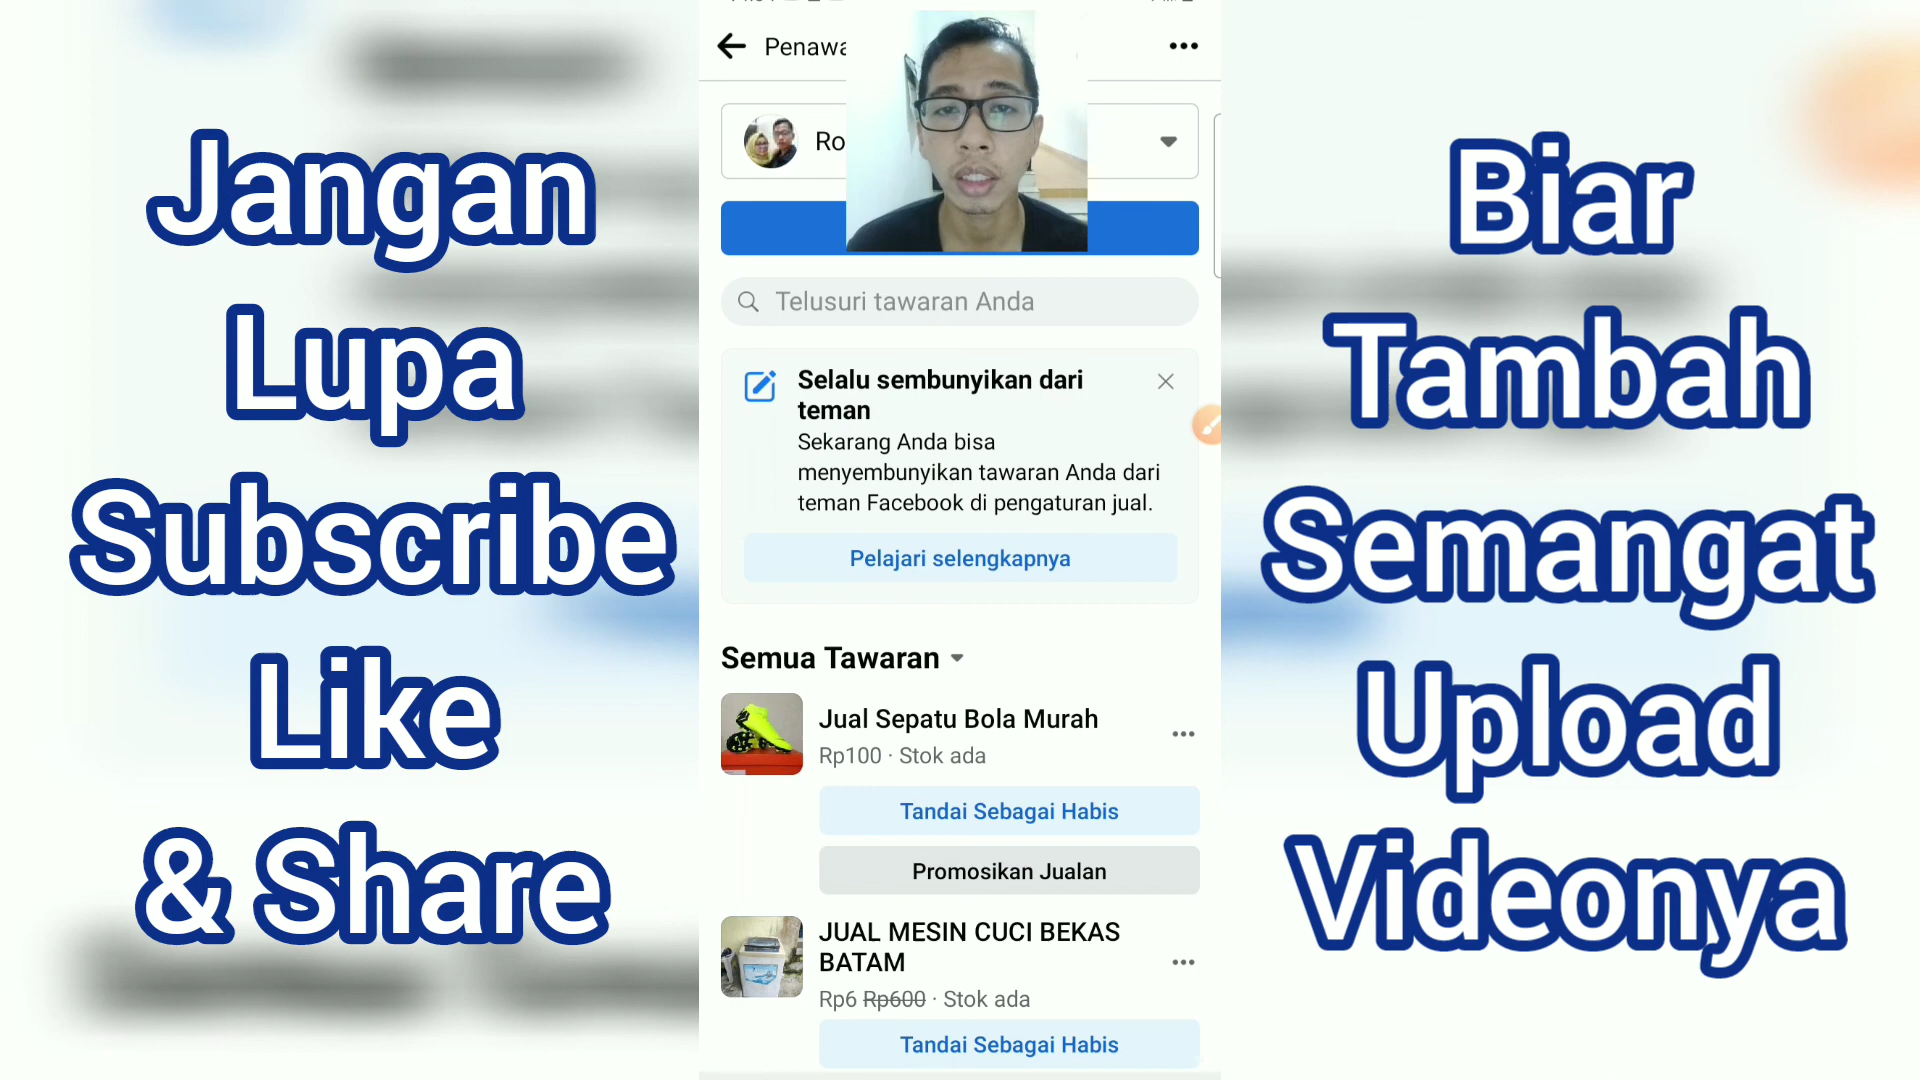 Jangan
Lupa
Subscribe
Like
& Share
Ro
Telusuri tawaran Anda
Selalu sembunyikan dari
teman
Sekarang Anda bisa
menyembunyikan tawaran Anda dari
teman Facebook di pengaturan jual.
Pelajari selengkapnya
Semua Tawaran
Jual Sepatu Bola Murah
Rp100 · Stok ada
Tandai Sebagai Habis
Promosikan Jualan
JUAL MESIN CUCI BEKAS
BATAM
Rp6 Rp600 · Stok ada
Tandai Sebagai Habis
Biar
Tambah
Semangat
Upload
Videonya